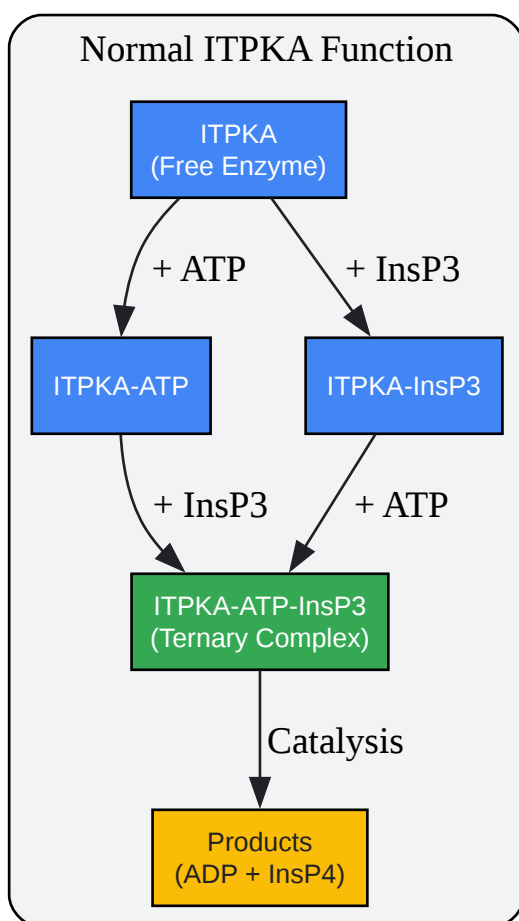 Normal ITPKA Function
ITPKA
(Free Enzyme)
+ ATP
+ InsP3
ITPKA-ATP
ITPKA-InsP3
+ InsP3
+ ATP
ITPKA-ATP-InsP3
(Ternary Complex)
Catalysis
Products
(ADP + InsP4)